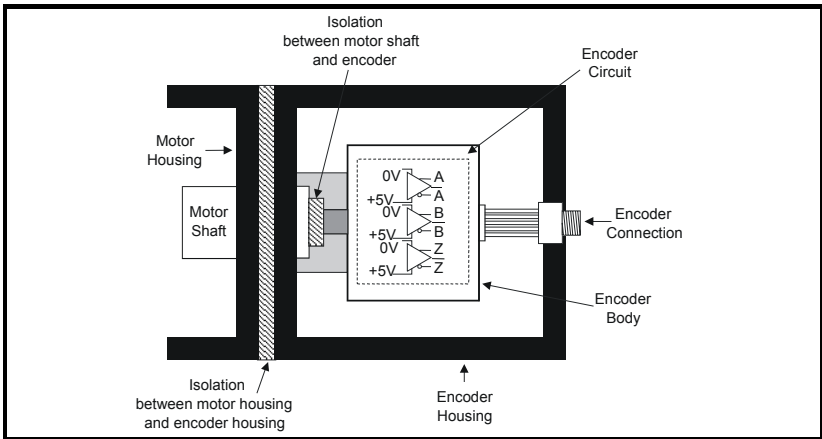 Isolation
between motor shaft
and encoder
Encoder
Circuit
Motor
Housing
Motor
Shaft
0V
A
+5V
A̅
0V
B
+5V
B̅
0V
Z
+5V
Z̅
Encoder
Connection
Encoder
Body
Isolation
between motor housing
and encoder housing
Encoder
Housing